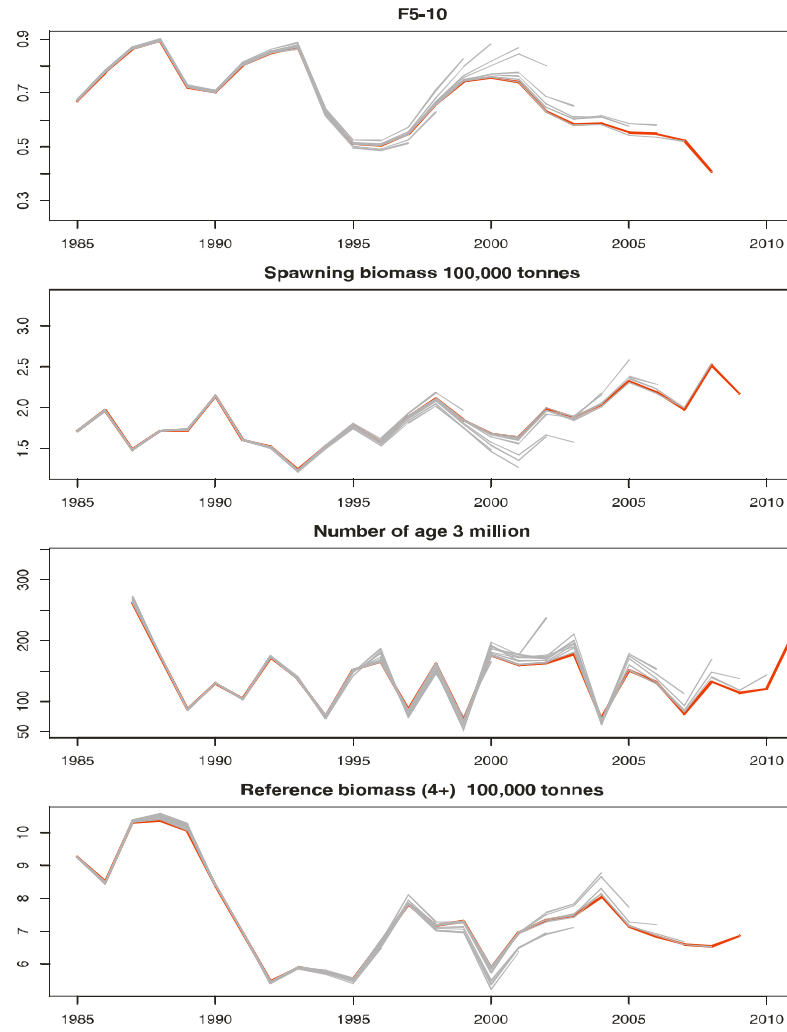 F5-10
0.9
0.7
0.5
0.3
1985 1990 1995 2000 2005 2010
Spawning biomass 100,000 tonnes
3.0
2.5
2.0
1.5
1985 1990 1995 2000 2005 2010
Number of age 3 million
300
200
100
50
1985 1990 1995 2000 2005 2010
Reference biomass (4+) 100,000 tonnes
10
9
8
7
6
1985 1990 1995 2000 2005 2010